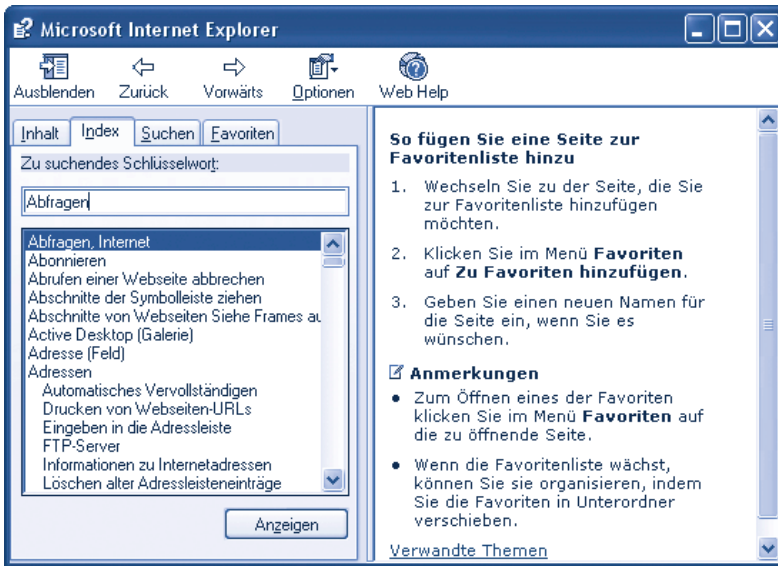 Microsoft Internet Explorer
Ausblenden Zurück Vorwärts Optionen Web Help
Inhalt Index Suchen Favoriten
Zu suchendes Schlüsselwort:
Abfragen
Abfragen, Internet
Abonnieren
Abrufen einer Webseite abbrechen
Abschnitte der Symbolleiste ziehen
Abschnitte von Webseiten Siehe Frames au
Active Desktop (Galerie)
Adresse (Feld)
Adressen
Automatisches Vervollständigen
Drucken von Webseiten-URLs
Eingeben in die Adressleiste
FTP-Server
Informationen zu Internetadressen
Löschen alter Adressleisteneinträge
Anzeigen
So fügen Sie eine Seite zur
Favoritenliste hinzu
1. Wechseln Sie zu der Seite, die Sie
zur Favoritenliste hinzufügen
möchten.
2. Klicken Sie im Menü Favoriten
auf Zu Favoriten hinzufügen.
3. Geben Sie einen neuen Namen für
die Seite ein, wenn Sie es
wünschen.
Anmerkungen
• Zum Öffnen eines der Favoriten
klicken Sie im Menü Favoriten auf
die zu öffnende Seite.
• Wenn die Favoritenliste wächst,
können Sie sie organisieren, indem
Sie die Favoriten in Unterordner
verschieben.
Verwandte Themen